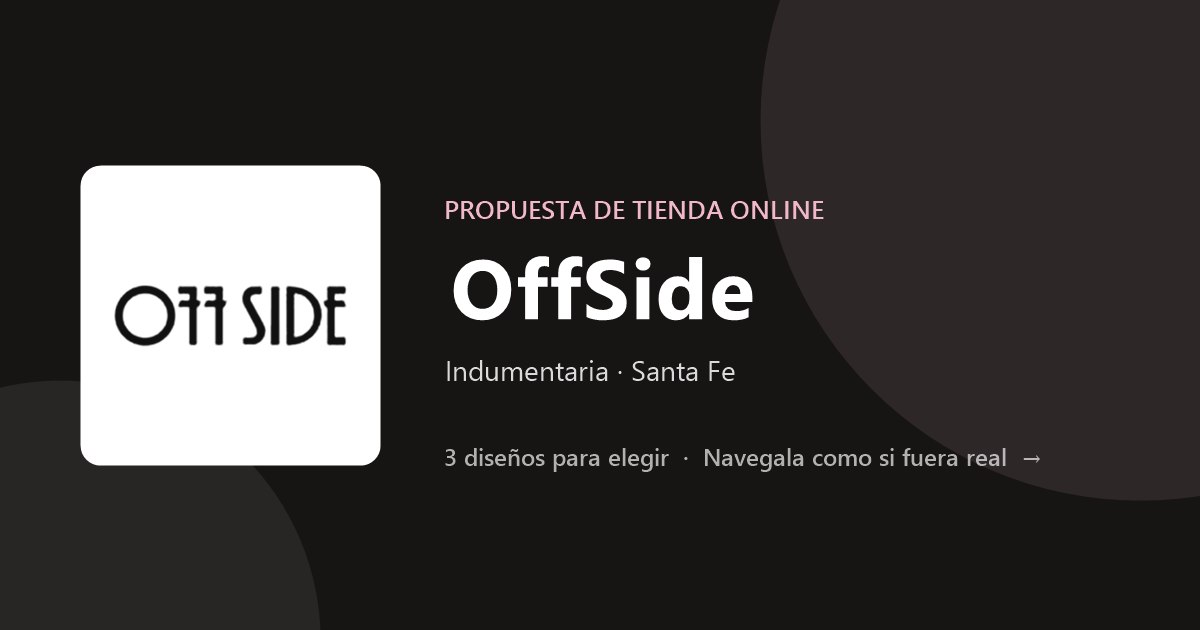 OFF SIDE
PROPUESTA DE TIENDA ONLINE
OffSide
Indumentaria · Santa Fe
3 diseños para elegir · Navegala como si fuera real →